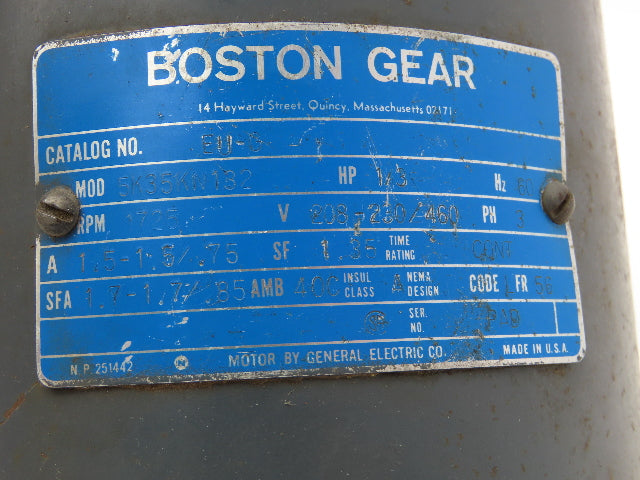 BOSTON GEAR
14 Hayward Street, Quincy, Massachusetts 02171
CATALOG NO. EU-3
MOD 5K35KN132 HP 1/3 Hz 60
RPM 1725 V 208-230/460 PH 3
A 1.5-1.5/.75 SF 1.35 TIME RATING CONT
SFA 1.7-1.7/.85 AMB 40C INSUL CLASS A NEMA DESIGN CODE L FR 56
SER. NO.
N.P. 251442 MOTOR BY GENERAL ELECTRIC CO. MADE IN U.S.A.